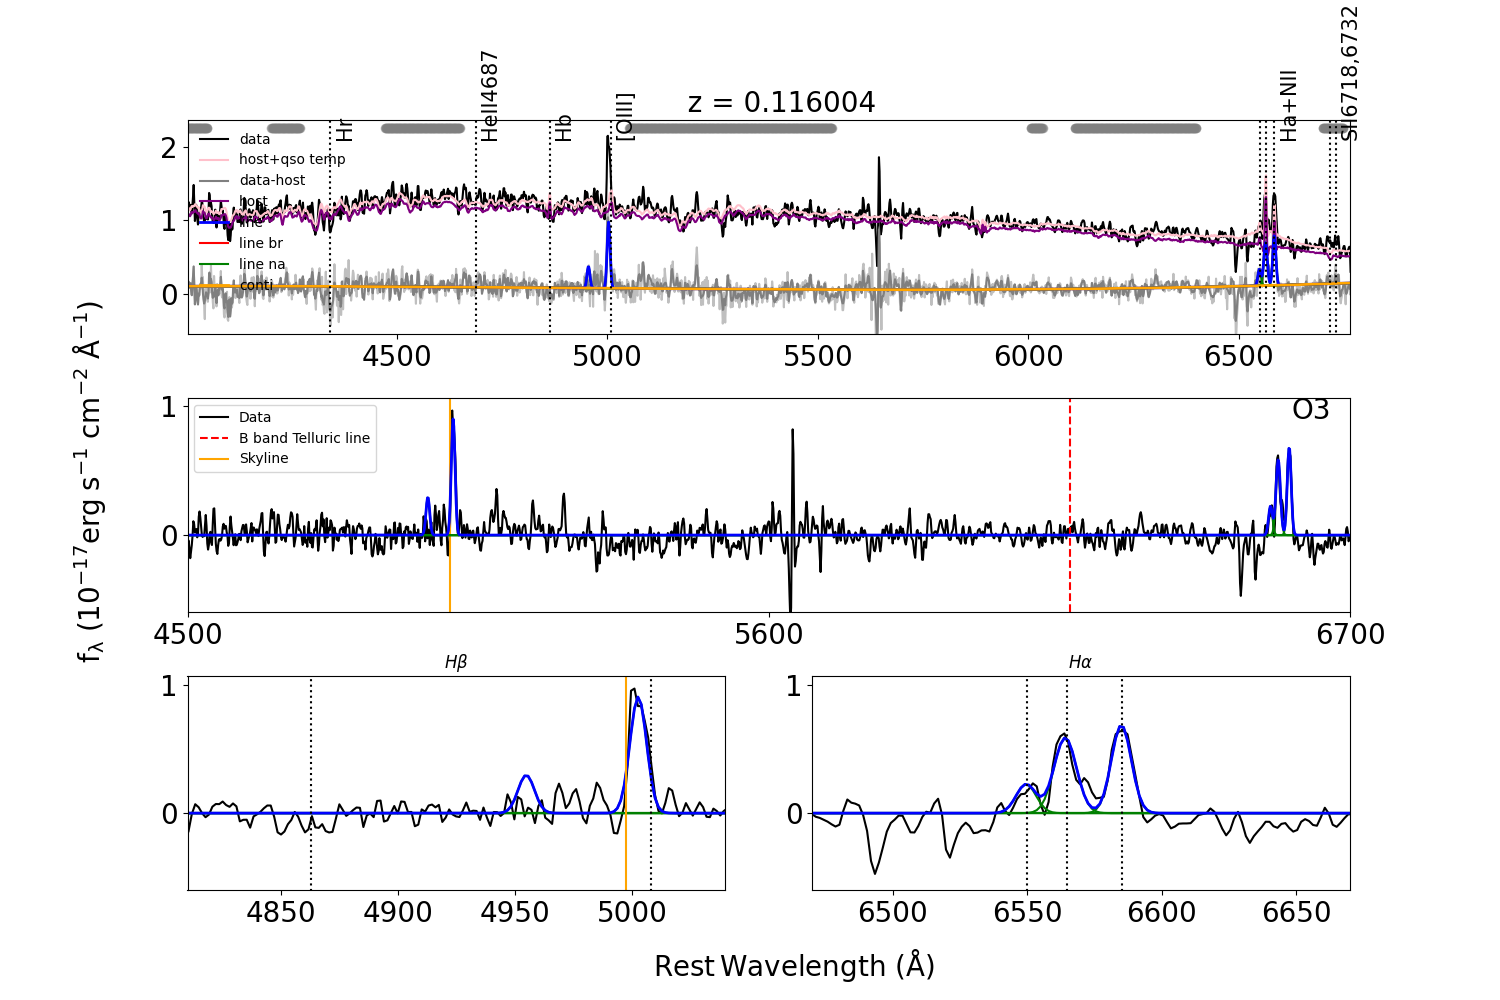 z = 0.116004
Hr
HeII4687
Hb
[OIII]
Ha+NII
SII6718,6732
data
host+qso temp
data-host
host
line
line br
line na
conti
2
1
0
4500
5000
5500
6000
6500
fλ (10⁻¹⁷erg s⁻¹ cm⁻² Å⁻¹)
Data
B band Telluric line
Skyline
O3
1
0
4500
5600
6700
Hβ
1
0
4850
4900
4950
5000
Hα
1
0
6500
6550
6600
6650
Rest Wavelength (Å)